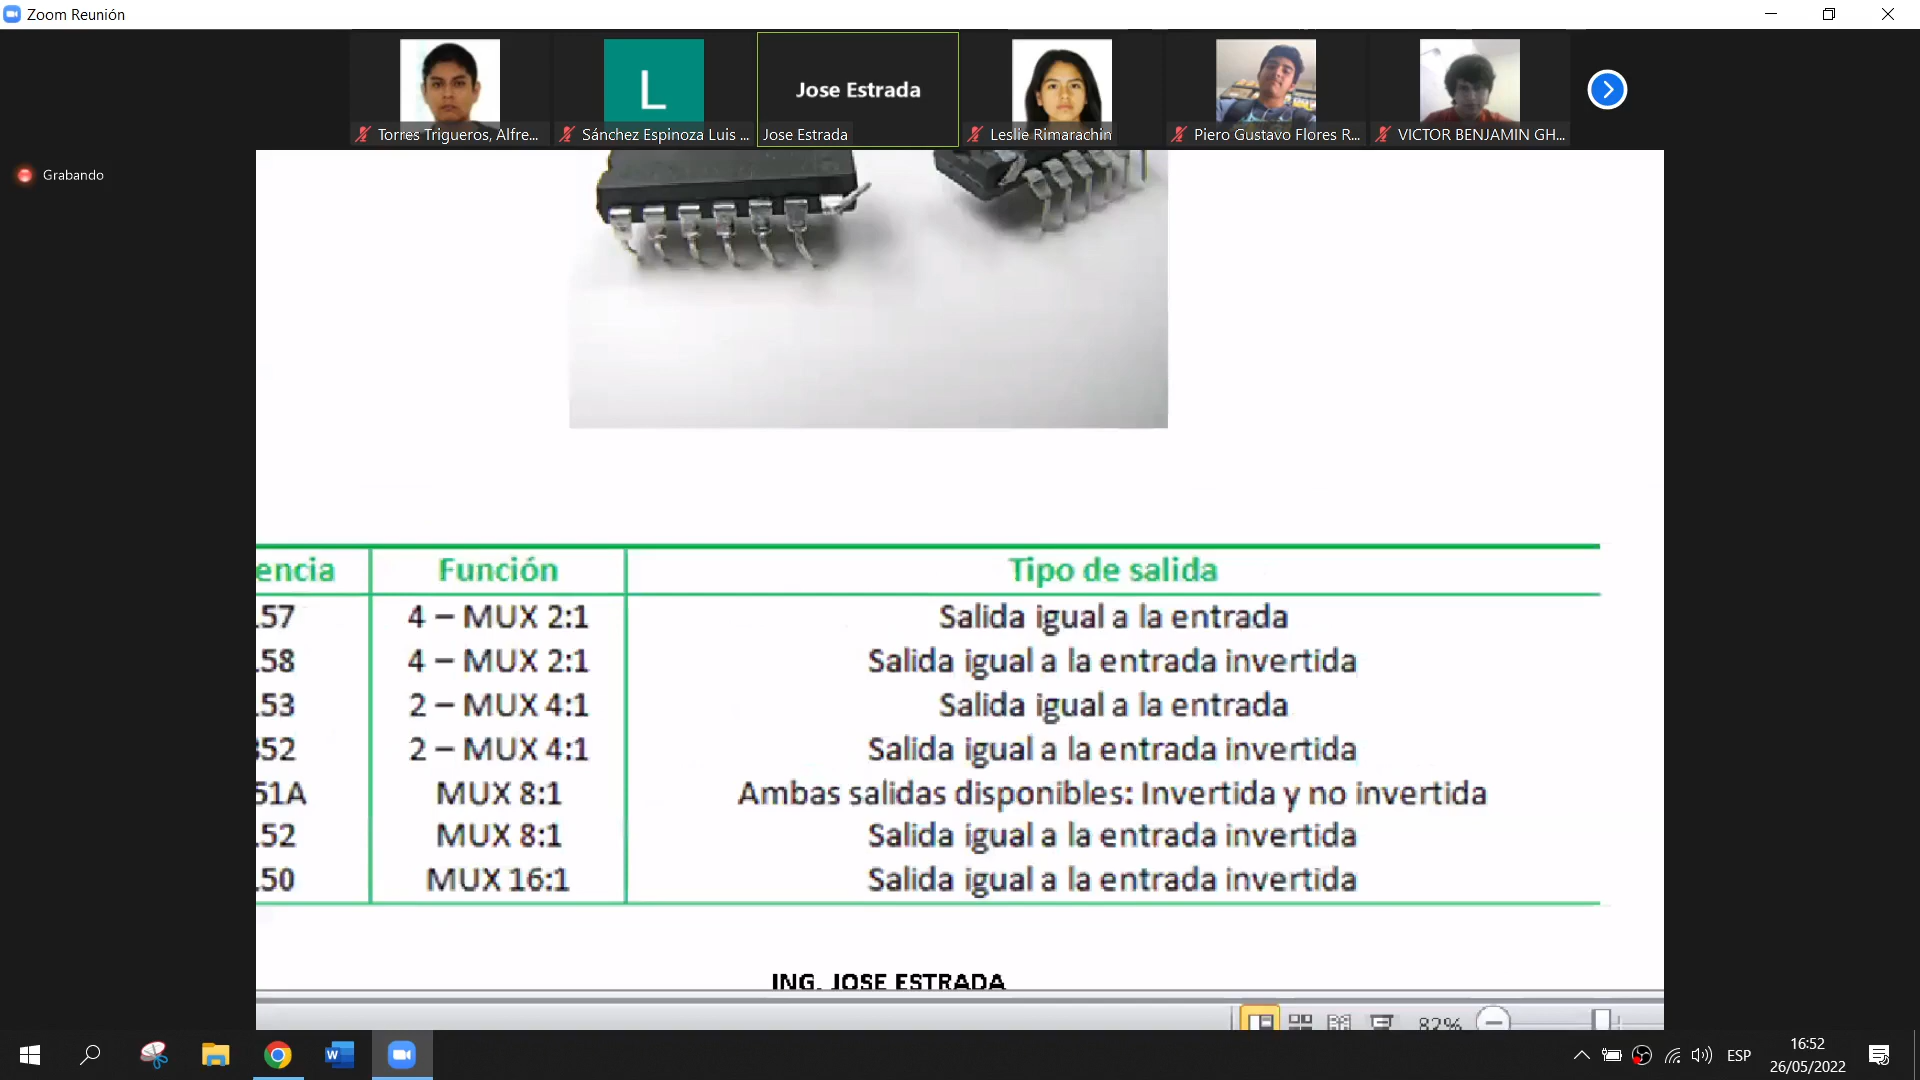 Zoom Reunión
L
Jose Estrada
Torres Trigueros, Alfre...
Sánchez Espinoza Luis ...
Jose Estrada
Leslie Rimarachin
Piero Gustavo Flores R...
VICTOR BENJAMIN GH...
Grabando
encia Función Tipo de salida
57 4 – MUX 2:1 Salida igual a la entrada
58 4 – MUX 2:1 Salida igual a la entrada invertida
53 2 – MUX 4:1 Salida igual a la entrada
52 2 – MUX 4:1 Salida igual a la entrada invertida
51A MUX 8:1 Ambas salidas disponibles: Invertida y no invertida
52 MUX 8:1 Salida igual a la entrada invertida
50 MUX 16:1 Salida igual a la entrada invertida
ING. JOSE ESTRADA
82%
ESP
16:52
26/05/2022